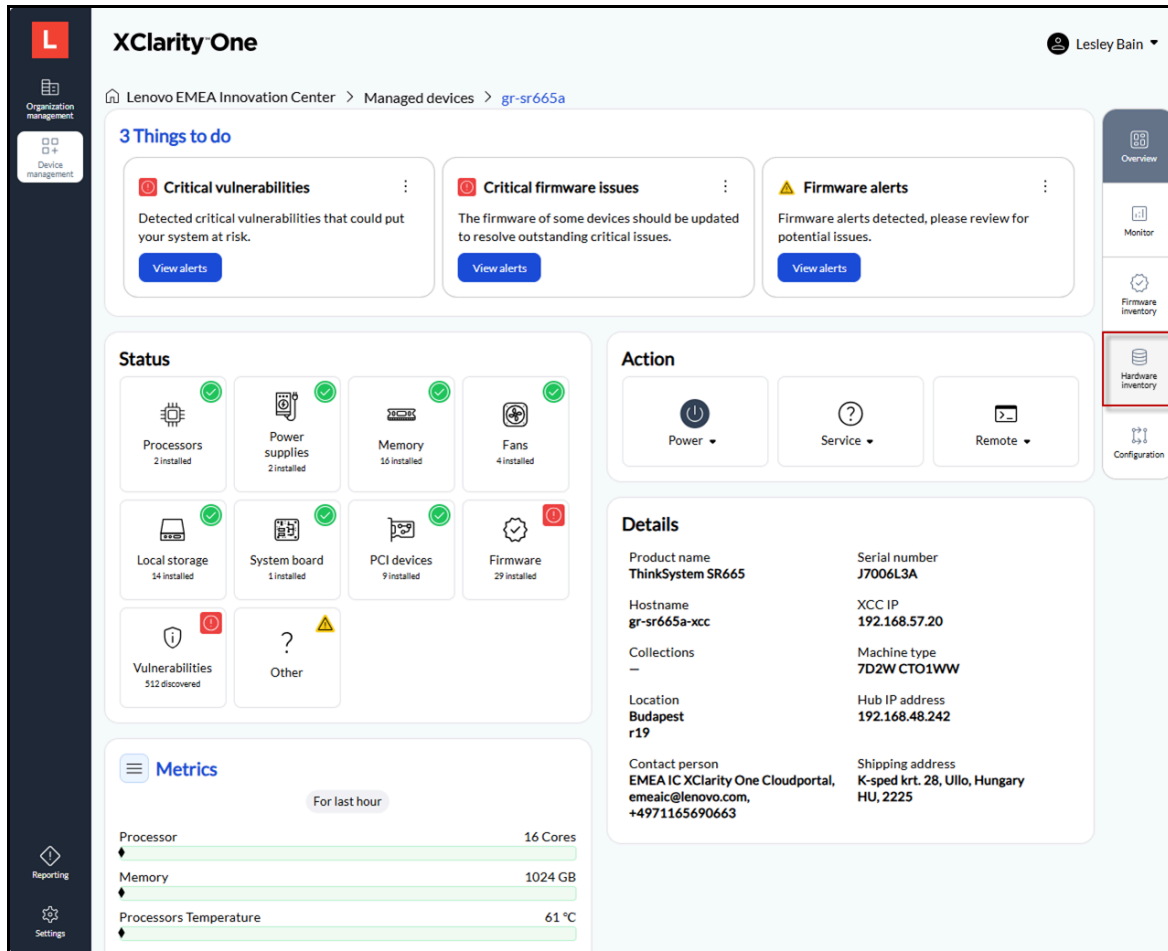 L
XClarity™One
Lesley Bain
Organization
management
Device
management
Reporting
Settings
Lenovo EMEA Innovation Center > Managed devices > gr-sr665a
3 Things to do
Critical vulnerabilities
Detected critical vulnerabilities that could put
your system at risk.
View alerts
Critical firmware issues
The firmware of some devices should be updated
to resolve outstanding critical issues.
View alerts
Firmware alerts
Firmware alerts detected, please review for
potential issues.
View alerts
Status
Processors
2 installed
Power
supplies
2 installed
Memory
16 installed
Fans
4 installed
Local storage
14 installed
System board
1 installed
PCI devices
9 installed
Firmware
29 installed
Vulnerabilities
512 discovered
?
Other
Metrics
For last hour
Processor 16 Cores
Memory 1024 GB
Processors Temperature 61 °C
Action
Power
Service
Remote
Details
Product name
ThinkSystem SR665
Serial number
J7006L3A
Hostname
gr-sr665a-xcc
XCC IP
192.168.57.20
Collections
—
Machine type
7D2W CTO1WW
Location
Budapest
r19
Hub IP address
192.168.48.242
Contact person
EMEA IC XClarity One Cloudportal,
emeaic@lenovo.com,
+4971165690663
Shipping address
K-sped krt. 28, Ullo, Hungary
HU, 2225
Overview
Monitor
Firmware
inventory
Hardware
inventory
Configuration